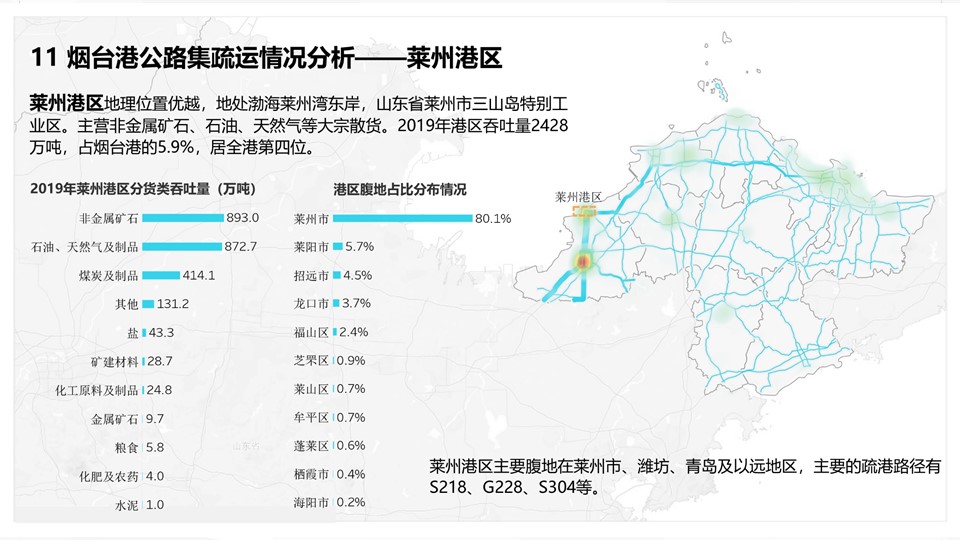 11 烟台港公路集疏运情况分析——莱州港区
莱州港区地理位置优越，地处渤海莱州湾东岸，山东省莱州市三山岛特别工
业区。主营非金属矿石、石油、天然气等大宗散货。2019年港区吞吐量2428
万吨，占烟台港的5.9%，居全港第四位。
2019年莱州港区分货类吞吐量（万吨）
非金属矿石 893.0
石油、天然气及制品 872.7
煤炭及制品 414.1
其他 131.2
盐 43.3
矿建材料 28.7
化工原料及制品 24.8
金属矿石 9.7
粮食 5.8
化肥及农药 4.0
水泥 1.0
港区腹地占比分布情况
莱州市 80.1%
莱阳市 5.7%
招远市 4.5%
龙口市 3.7%
福山区 2.4%
芝罘区 0.9%
莱山区 0.7%
牟平区 0.7%
蓬莱区 0.6%
栖霞市 0.4%
海阳市 0.2%
莱州港区
山东省
莱州港区主要腹地在莱州市、潍坊、青岛及以远地区，主要的疏港路径有
S218、G228、S304等。